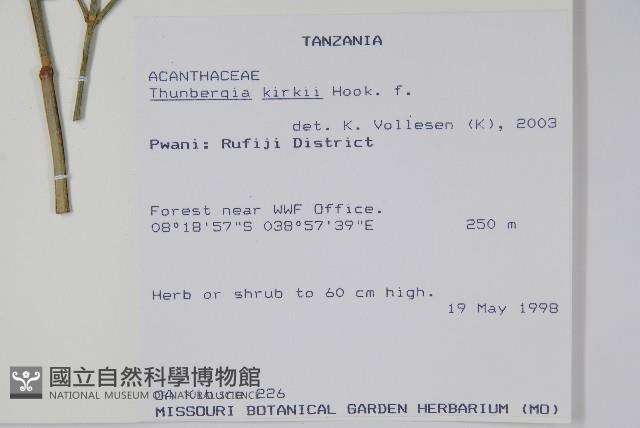 TANZANIA
ACANTHACEAE
Thunbergia kirkii Hook. f.
det. K. Vollesen (K), 2003
Pwani: Rufiji District
Forest near WWF Office.
08°18'57"S 038°57'39"E 250 m
Herb or shrub to 60 cm high.
19 May 1998
國立自然科學博物館
NATIONAL MUSEUM OF NATURAL SCIENCE
226
MISSOURI BOTANICAL GARDEN HERBARIUM (MO)